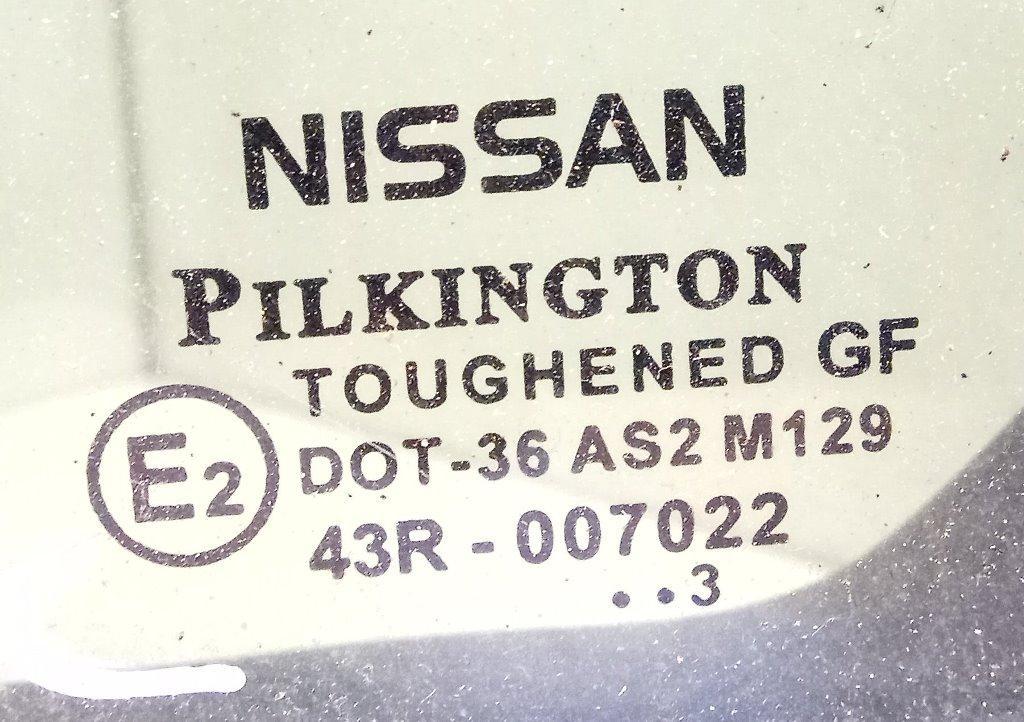 NISSAN
PILKINGTON
TOUGHENED GF
E2
DOT-36 AS2 M129
43R - 007022
..3